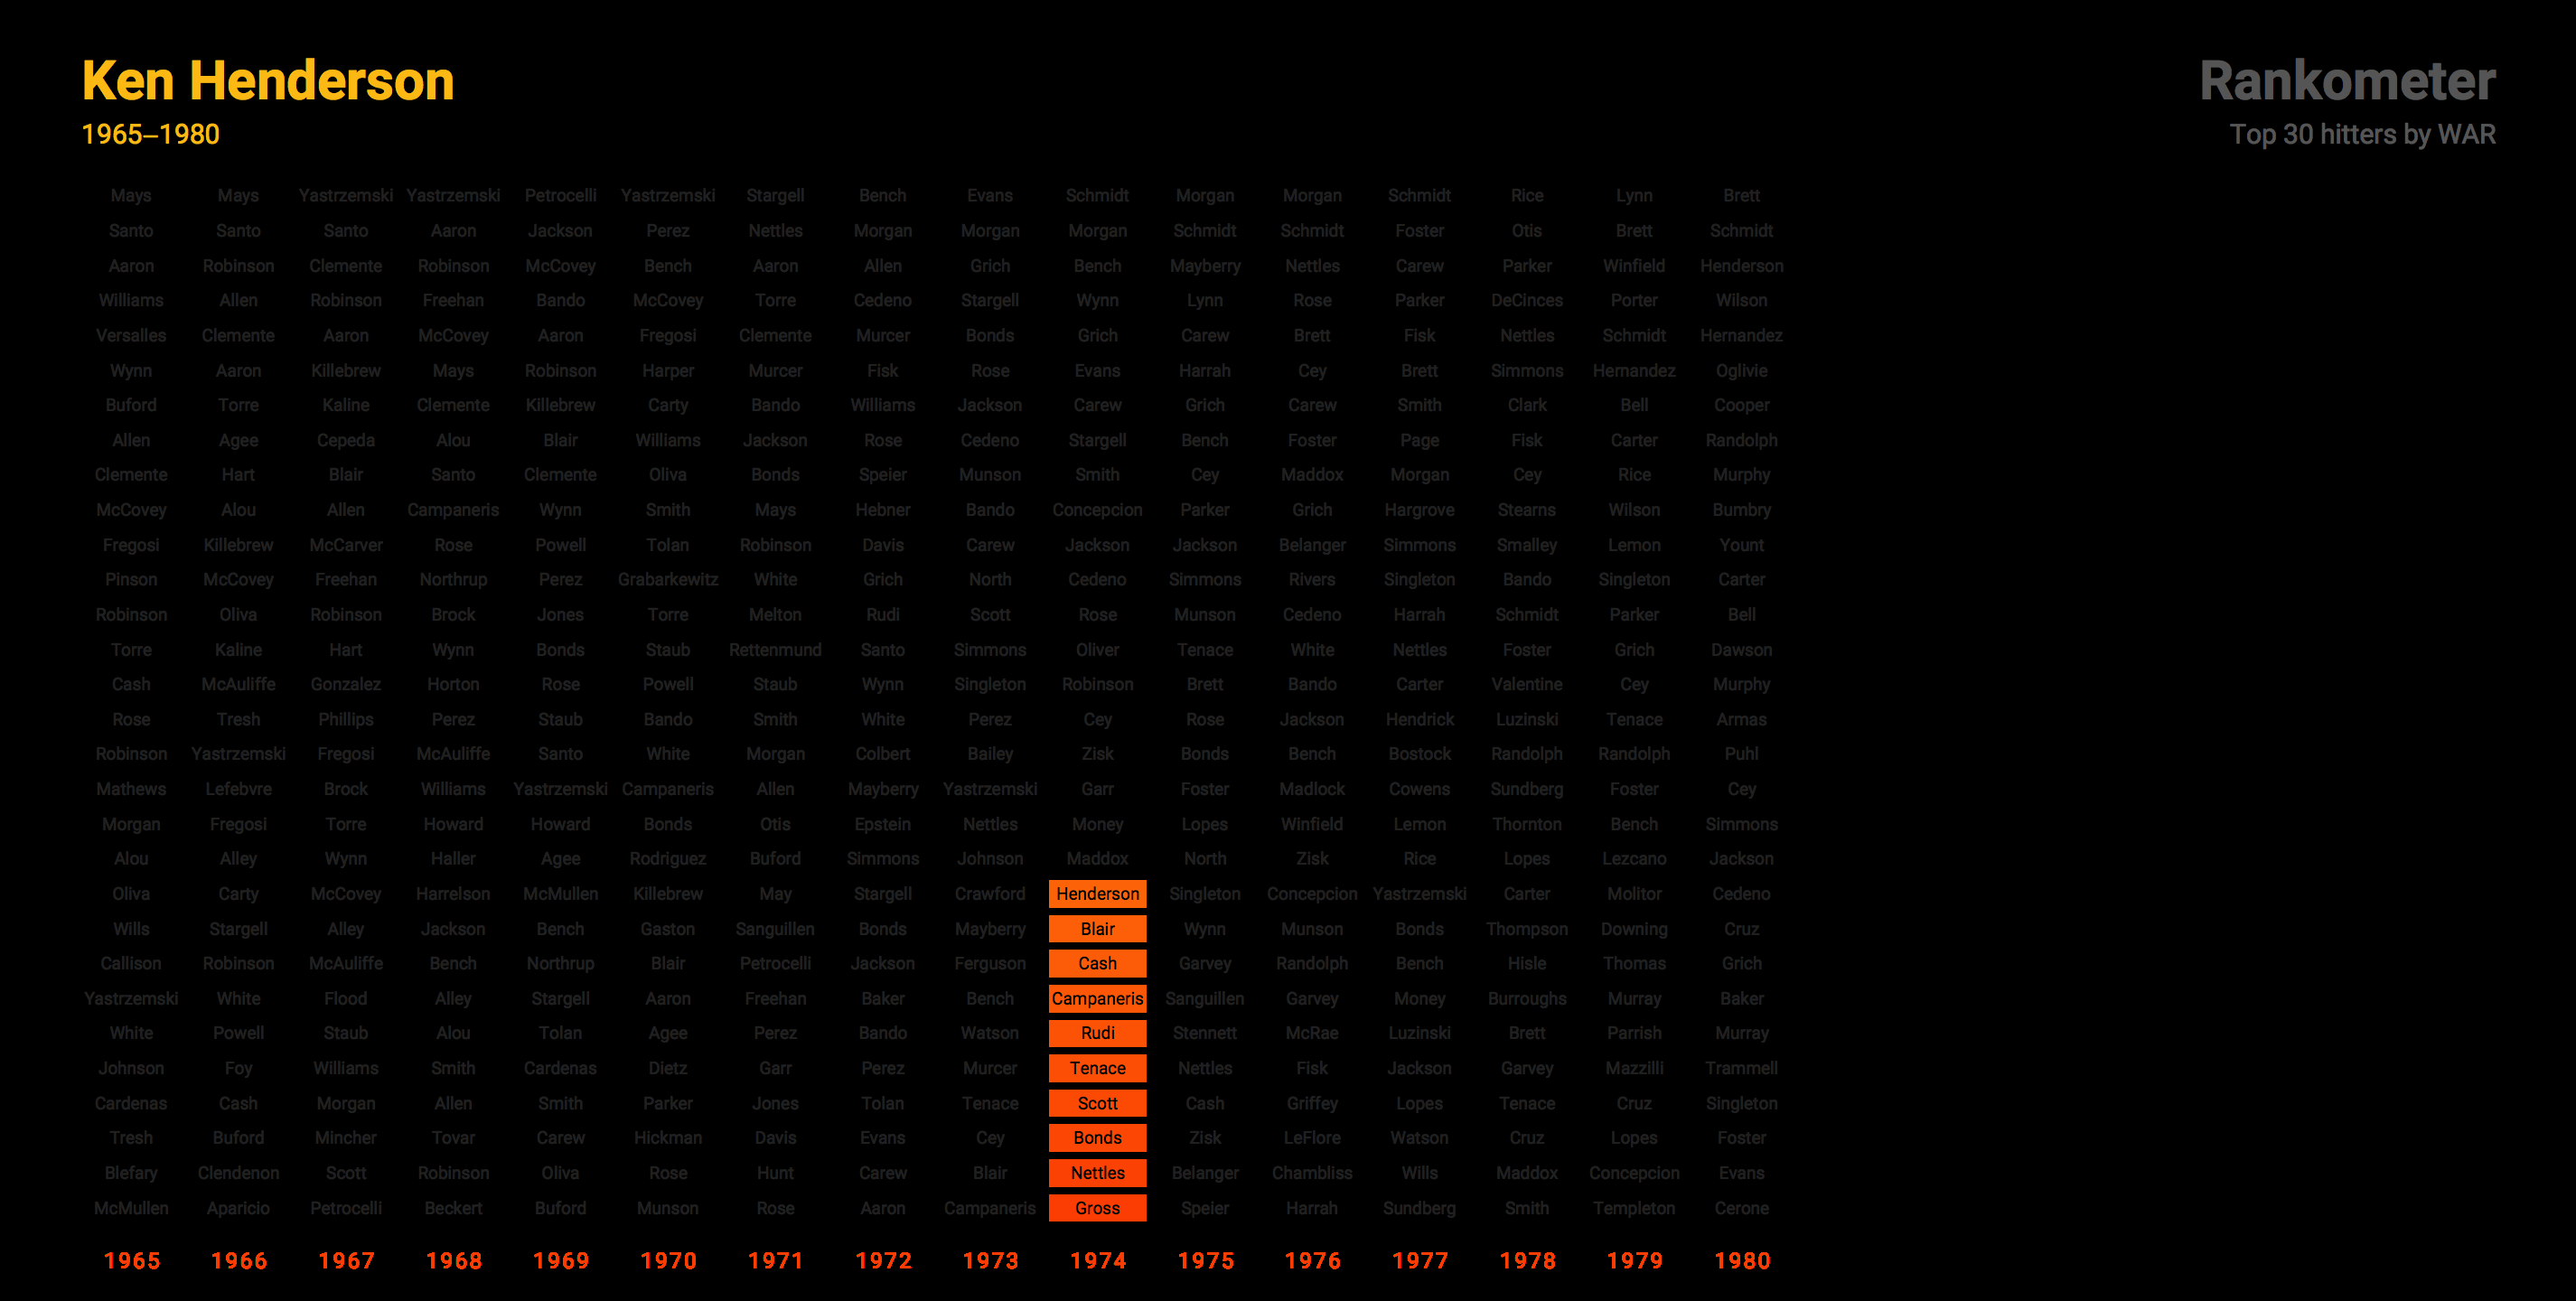 Ken Henderson
1965–1980
Rankometer
Top 30 hitters by WAR
Mays Mays Yastrzemski Yastrzemski Petrocelli Yastrzemski Stargell Bench Evans Schmidt Morgan Morgan Schmidt Rice Lynn Brett
Santo Santo Santo Aaron Jackson Perez Nettles Morgan Morgan Morgan Schmidt Schmidt Foster Otis Brett Schmidt
Aaron Robinson Clemente Robinson McCovey Bench Aaron Allen Grich Bench Mayberry Nettles Carew Parker Winfield Henderson
Williams Allen Robinson Freehan Bando McCovey Torre Cedeno Stargell Wynn Lynn Rose Parker DeCinces Porter Wilson
Versalles Clemente Aaron McCovey Aaron Fregosi Clemente Murcer Bonds Grich Carew Brett Fisk Nettles Schmidt Hernandez
Wynn Aaron Killebrew Mays Robinson Harper Murcer Fisk Rose Evans Harrah Cey Brett Simmons Hernandez Oglivie
Buford Torre Kaline Clemente Killebrew Carty Bando Williams Jackson Carew Grich Carew Smith Clark Bell Cooper
Allen Agee Cepeda Alou Blair Williams Jackson Rose Cedeno Stargell Bench Foster Page Fisk Carter Randolph
Clemente Hart Blair Santo Clemente Oliva Bonds Speier Munson Smith Cey Maddox Morgan Cey Rice Murphy
McCovey Alou Allen Campaneris Wynn Smith Mays Hebner Bando Concepcion Parker Grich Hargrove Stearns Wilson Bumbry
Fregosi Killebrew McCarver Rose Powell Tolan Robinson Davis Carew Jackson Jackson Belanger Simmons Smalley Lemon Yount
Pinson McCovey Freehan Northrup Perez Grabarkewitz White Grich North Cedeno Simmons Rivers Singleton Bando Singleton Carter
Robinson Oliva Robinson Brock Jones Torre Melton Rudi Scott Rose Munson Cedeno Harrah Schmidt Parker Bell
Torre Kaline Hart Wynn Bonds Staub Rettenmund Santo Simmons Oliver Tenace White Nettles Foster Grich Dawson
Cash McAuliffe Gonzalez Horton Rose Powell Staub Wynn Singleton Robinson Brett Bando Carter Valentine Cey Murphy
Rose Tresh Phillips Perez Staub Bando Smith White Perez Cey Rose Jackson Hendrick Luzinski Tenace Armas
Robinson Yastrzemski Fregosi McAuliffe Santo White Morgan Colbert Bailey Zisk Bonds Bench Bostock Randolph Randolph Puhl
Mathews Lefebvre Brock Williams Yastrzemski Campaneris Allen Mayberry Yastrzemski Garr Foster Madlock Cowens Sundberg Foster Cey
Morgan Fregosi Torre Howard Howard Bonds Otis Epstein Nettles Money Lopes Winfield Lemon Thornton Bench Simmons
Alou Alley Wynn Haller Agee Rodriguez Buford Simmons Johnson Maddox North Zisk Rice Lopes Lezcano Jackson
Oliva Carty McCovey Harrelson McMullen Killebrew May Stargell Crawford Henderson Singleton Concepcion Yastrzemski Carter Molitor Cedeno
Wills Stargell Alley Jackson Bench Gaston Sanguillen Bonds Mayberry Blair Wynn Munson Bonds Thompson Downing Cruz
Callison Robinson McAuliffe Bench Northrup Blair Petrocelli Jackson Ferguson Cash Garvey Randolph Bench Hisle Thomas Grich
Yastrzemski White Flood Alley Stargell Aaron Freehan Baker Bench Campaneris Sanguillen Garvey Money Burroughs Murray Baker
White Powell Staub Alou Tolan Agee Perez Bando Watson Rudi Stennett McRae Luzinski Brett Parrish Murray
Johnson Foy Williams Smith Cardenas Dietz Garr Perez Murcer Tenace Nettles Fisk Jackson Garvey Mazzilli Trammell
Cardenas Cash Morgan Allen Smith Parker Jones Tolan Tenace Scott Cash Griffey Lopes Tenace Cruz Singleton
Tresh Buford Mincher Tovar Carew Hickman Davis Evans Cey Bonds Zisk LeFlore Watson Cruz Lopes Foster
Blefary Clendenon Scott Robinson Oliva Rose Hunt Carew Blair Nettles Belanger Chambliss Wills Maddox Concepcion Evans
McMullen Aparicio Petrocelli Beckert Buford Munson Rose Aaron Campaneris Gross Speier Harrah Sundberg Smith Templeton Cerone
1965 1966 1967 1968 1969 1970 1971 1972 1973 1974 1975 1976 1977 1978 1979 1980